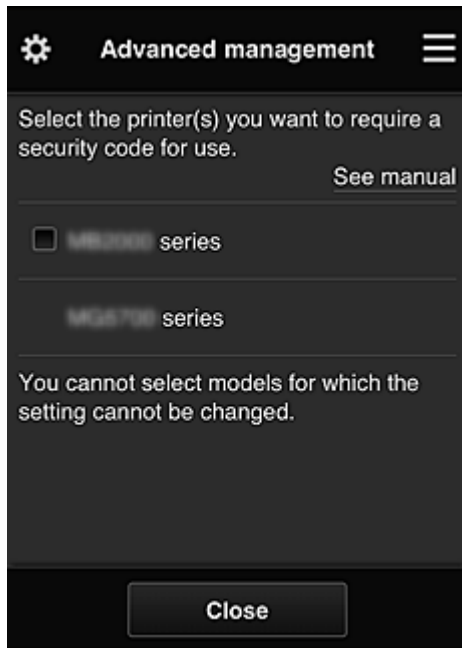 Advanced management
Select the printer(s) you want to require a
security code for use.
See manual
series
series
You cannot select models for which the
setting cannot be changed.
Close